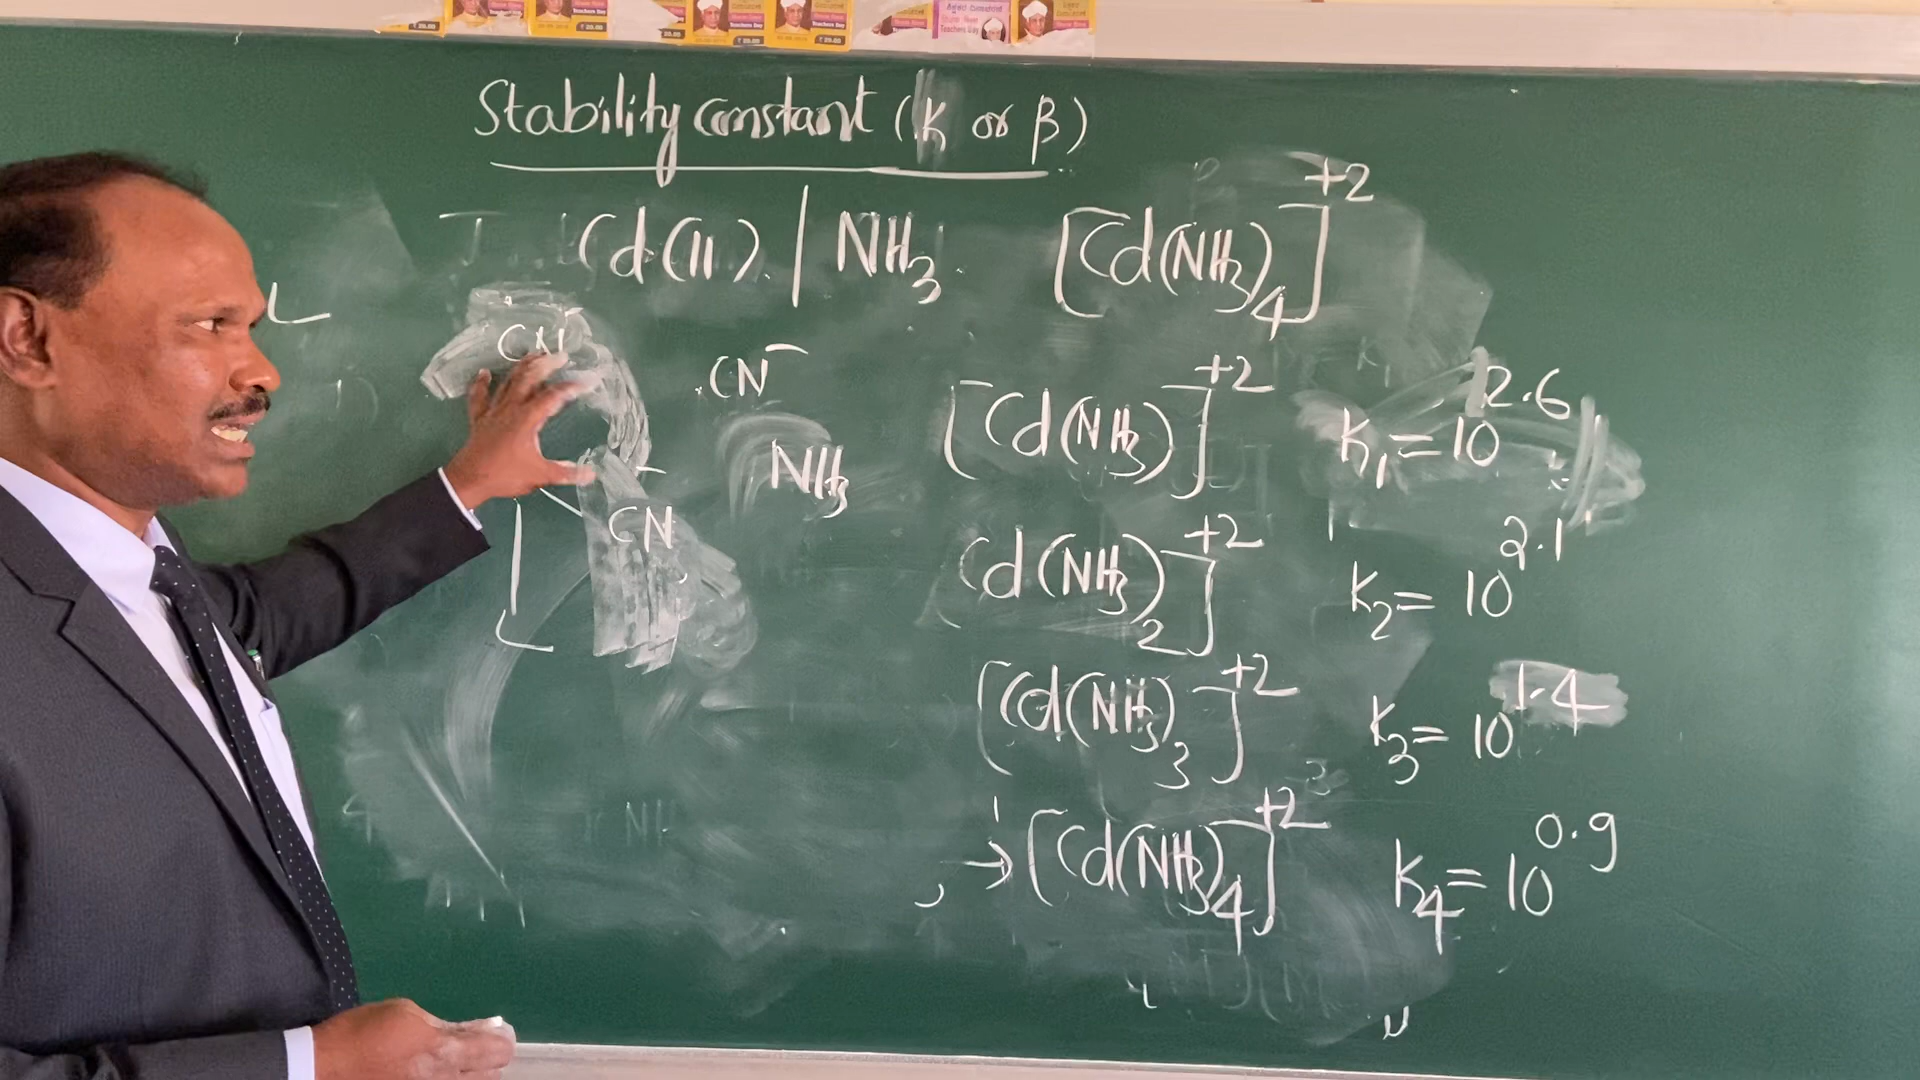 Stability constant (K or β)
Cd(II) | NH3 [Cd(NH3)4]+2
CN-
CN-
NH3
CN-
[Cd(NH3)]+2 K1 = 10^2.6
Cd(NH3)2]+2 K2 = 10^2.1
[Cd(NH3)3]+2 K3 = 10^1.4
→ [Cd(NH3)4]+2 K4 = 10^0.9